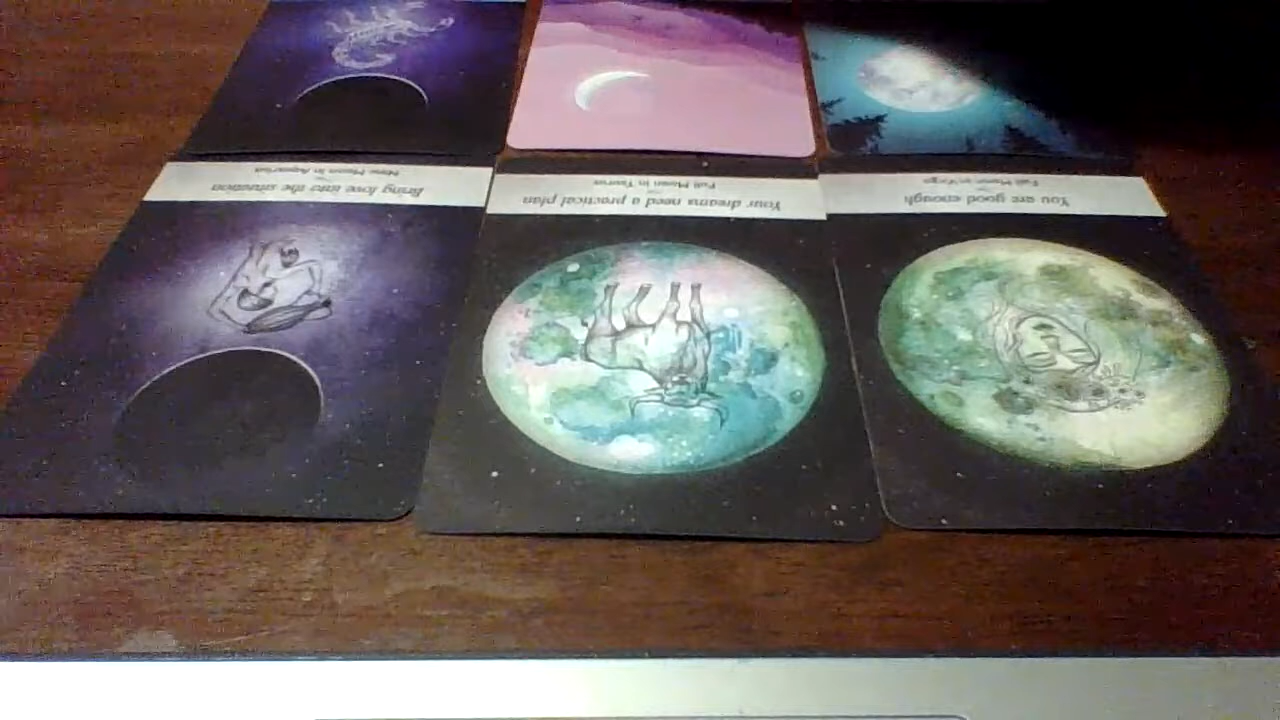 Bring love into the situation
New Moon in Aquarius
Your dreams need a practical plan
Full Moon in Taurus
You are good enough
Full Moon in Virgo